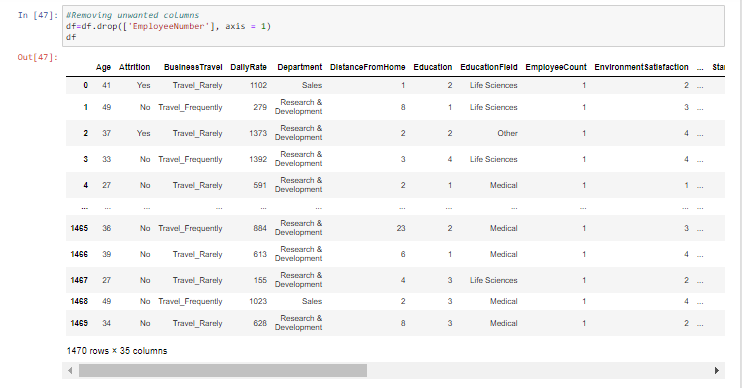 In [47]: #Removing unwanted columns
df=df.drop(['EmployeeNumber'], axis = 1)
df
Out[47]:
Age Attrition BusinessTravel DailyRate Department DistanceFromHome Education EducationField EmployeeCount EnvironmentSatisfaction ... Star
0 41 Yes Travel_Rarely 1102 Sales 1 2 Life Sciences 1 2 ...
1 49 No Travel_Frequently 279 Research & Development 8 1 Life Sciences 1 3 ...
2 37 Yes Travel_Rarely 1373 Research & Development 2 2 Other 1 4 ...
3 33 No Travel_Frequently 1392 Research & Development 3 4 Life Sciences 1 4 ...
4 27 No Travel_Rarely 591 Research & Development 2 1 Medical 1 1 ...
... ... ... ... ... ... ... ... ... ... ... ...
1465 36 No Travel_Frequently 884 Research & Development 23 2 Medical 1 3 ...
1466 39 No Travel_Rarely 613 Research & Development 6 1 Medical 1 4 ...
1467 27 No Travel_Rarely 155 Research & Development 4 3 Life Sciences 1 2 ...
1468 49 No Travel_Frequently 1023 Sales 2 3 Medical 1 4 ...
1469 34 No Travel_Rarely 628 Research & Development 8 3 Medical 1 2 ...
1470 rows × 35 columns